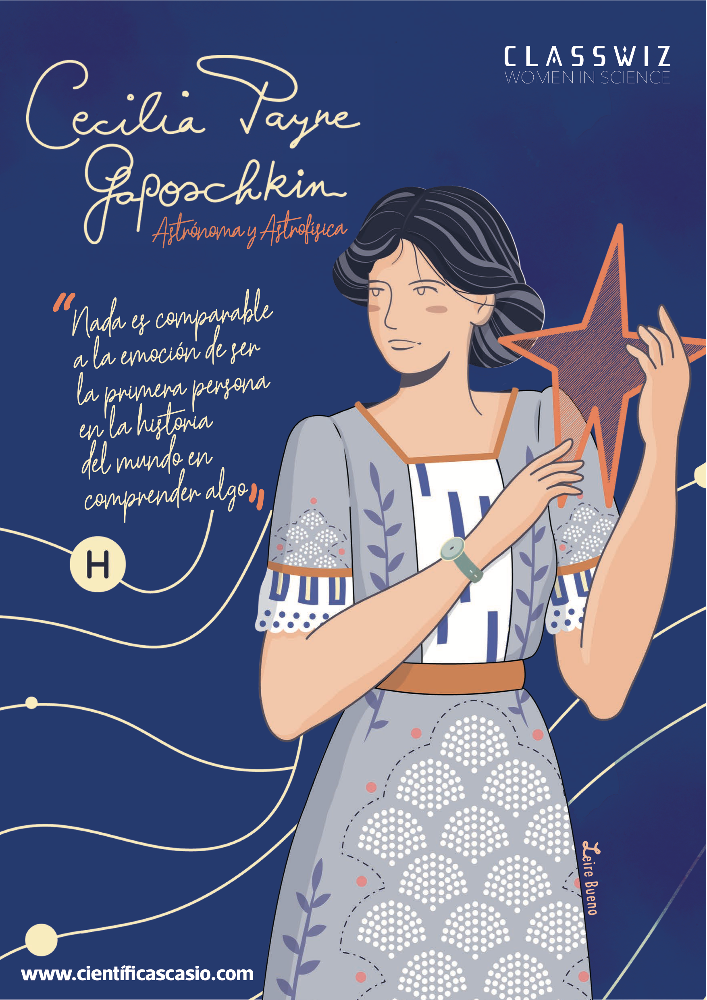 CLASSWIZ
WOMEN IN SCIENCE
Cecilia Payne
Gaposchkin
Astrónoma y Astrofísica
“Nada es comparable
a la emoción de ser
la primera persona
en la historia
del mundo en
comprender algo”
H
Leire Bueno
www.científicascasio.com